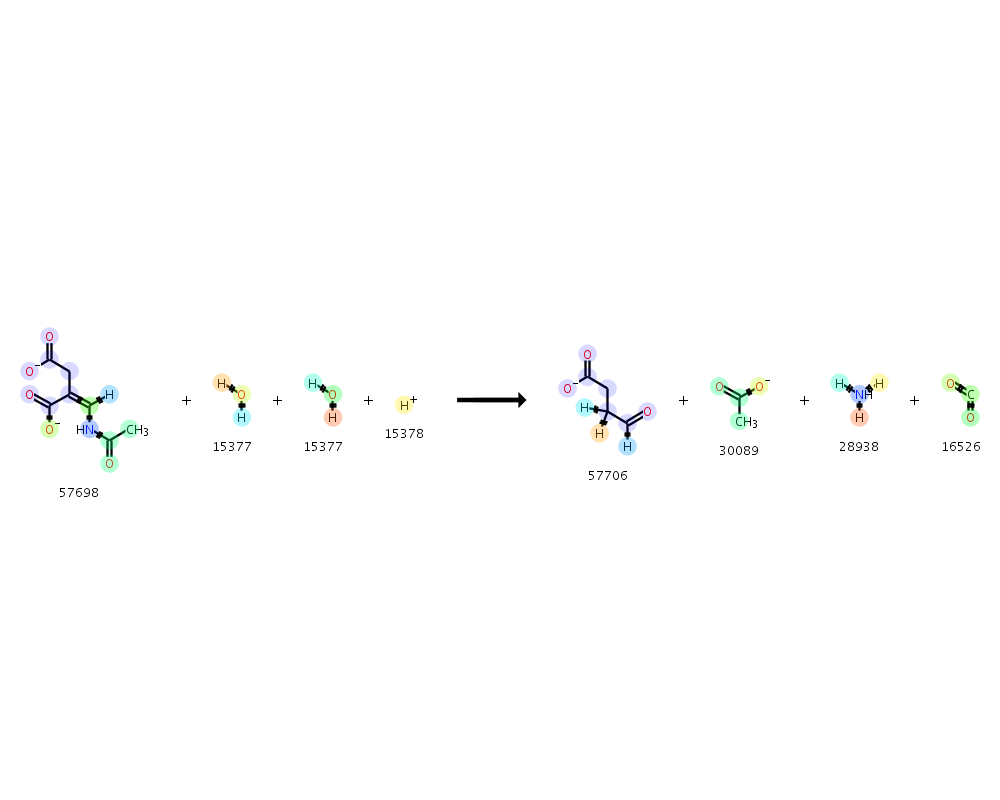 O
O⁻
O
O⁻
H
HN
CH₃
O
57698
+
H
O
H
15377
+
H
O
H
15377
+
H⁺
15378
O
O⁻
H
H
O
H
57706
+
O
O⁻
CH₃
30089
+
H
H
NH⁺
H
28938
+
O
C
O
16526